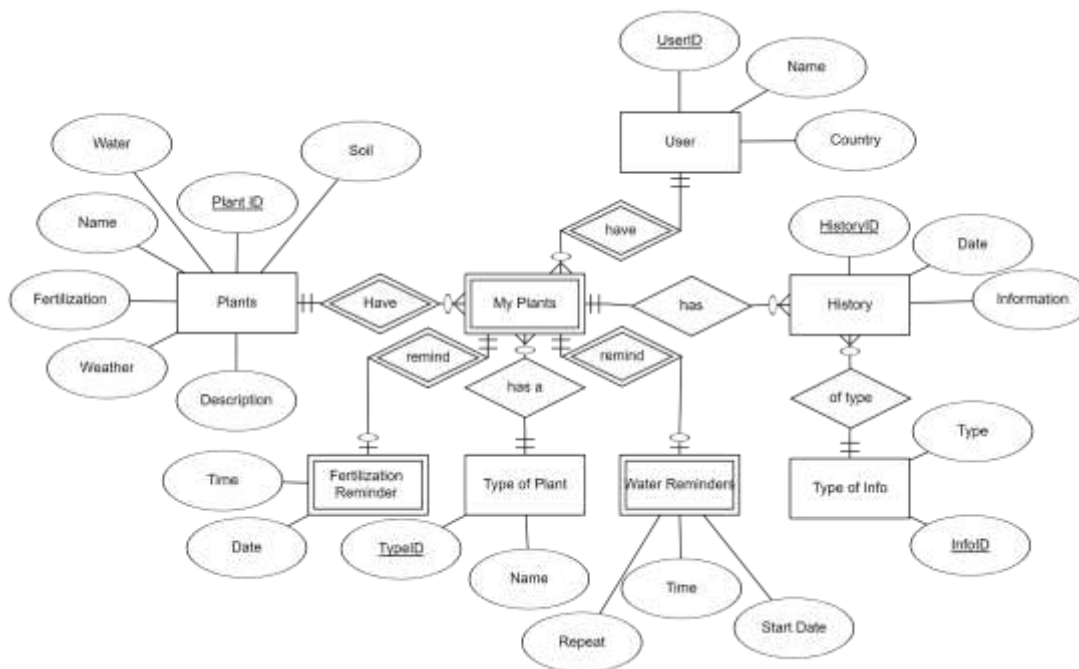 UserID
Name
Water
Soil
User
Country
Plant ID
Name
have
HistoryID
Date
Fertilization
Plants
Have
My Plants
has
History
Information
Weather
remind
remind
Description
has a
of type
Type
Time
Fertilization
Reminder
Type of Plant
Water Reminders
Type of Info
Date
TypeID
InfoID
Name
Time
Repeat
Start Date